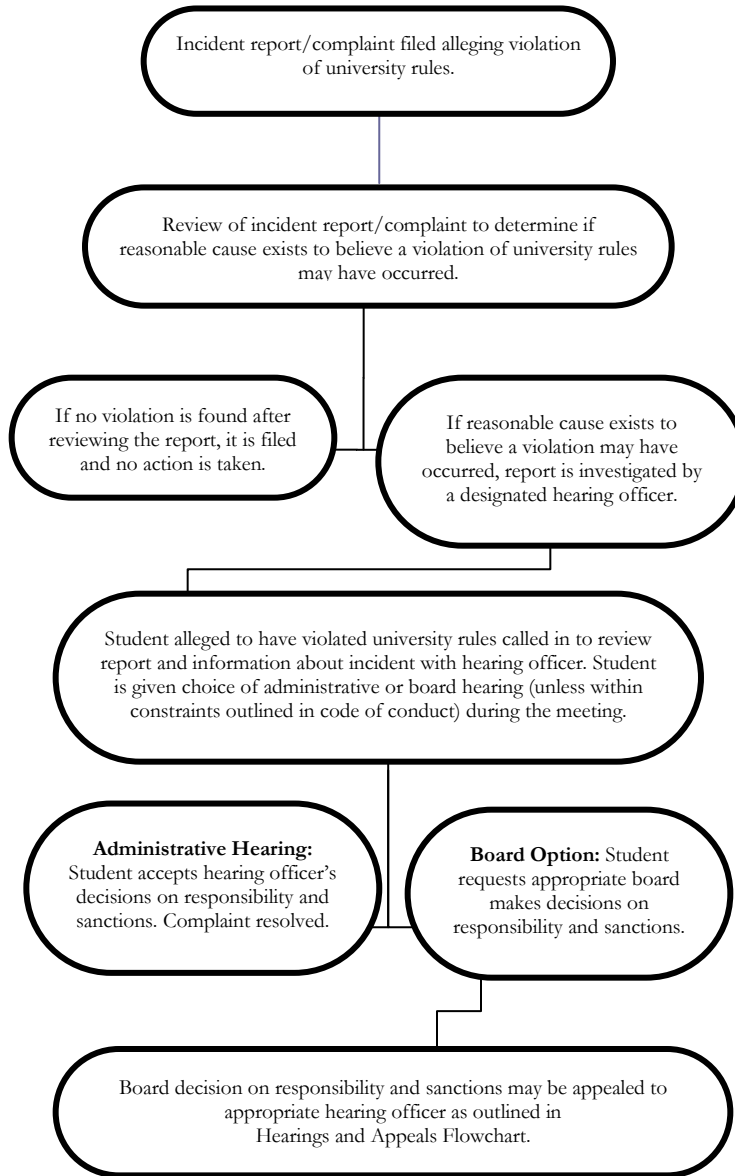 Incident report/complaint filed alleging violation
of university rules.
Review of incident report/complaint to determine if
reasonable cause exists to believe a violation of university rules
may have occurred.
If no violation is found after
reviewing the report, it is filed
and no action is taken.
If reasonable cause exists to
believe a violation may have
occurred, report is investigated by
a designated hearing officer.
Student alleged to have violated university rules called in to review
report and information about incident with hearing officer. Student
is given choice of administrative or board hearing (unless within
constraints outlined in code of conduct) during the meeting.
Administrative Hearing:
Student accepts hearing officer’s
decisions on responsibility and
sanctions. Complaint resolved.
Board Option: Student
requests appropriate board
makes decisions on
responsibility and sanctions.
Board decision on responsibility and sanctions may be appealed to
appropriate hearing officer as outlined in
Hearings and Appeals Flowchart.